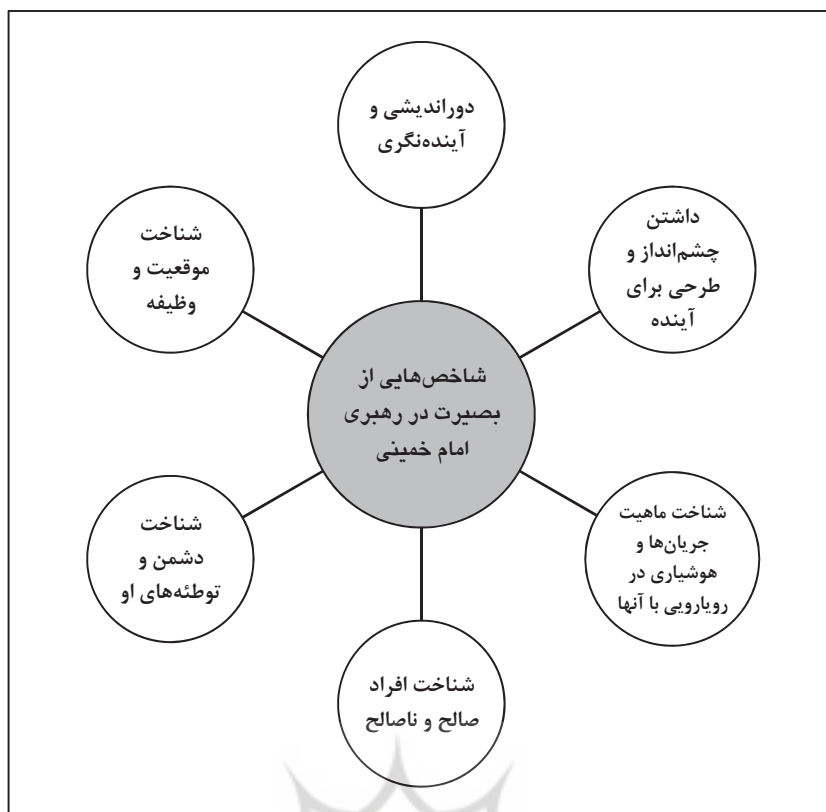 دوراندیشی و
آینده‌نگری
داشتن
چشم‌انداز و
طرحی برای
آینده
شناخت
موقعیت و
وظیفه
شاخص‌هایی از
بصیرت در رهبری
امام خمینی
شناخت ماهیت
جریان‌ها و
هوشیاری در
رویارویی با آنها
شناخت
دشمن و
توطئه‌های او
شناخت افراد
صالح و ناصالح